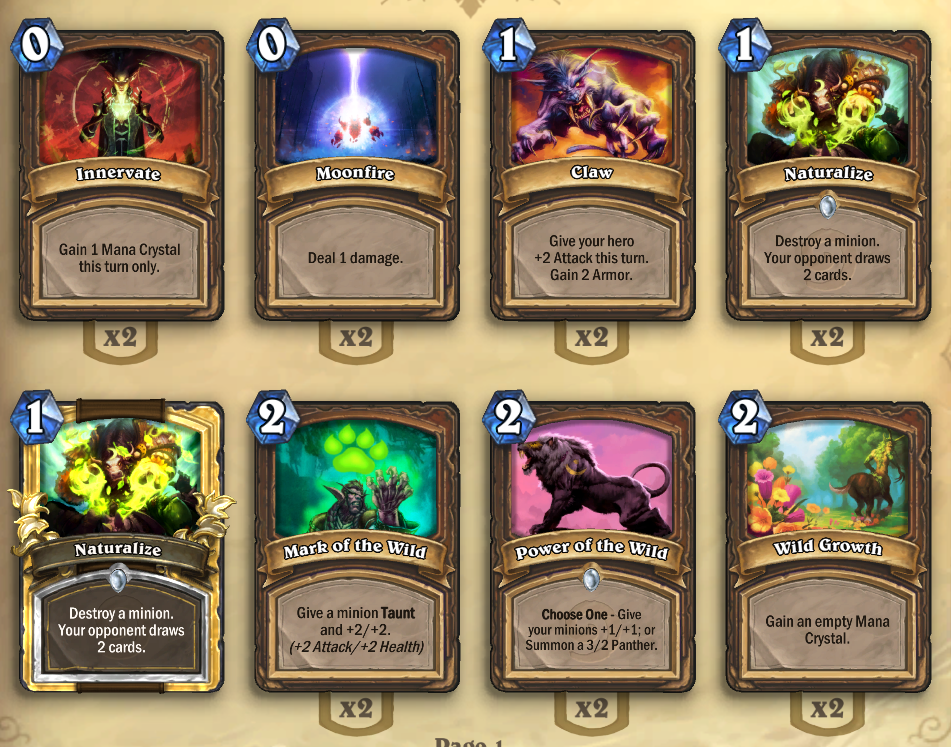 0
Innervate
Gain 1 Mana Crystal
this turn only.
x2
0
Moonfire
Deal 1 damage.
x2
1
Claw
Give your hero
+2 Attack this turn.
Gain 2 Armor.
x2
1
Naturalize
Destroy a minion.
Your opponent draws
2 cards.
x2
1
Naturalize
Destroy a minion.
Your opponent draws
2 cards.
2
Mark of the Wild
Give a minion Taunt
and +2/+2.
(+2 Attack/+2 Health)
x2
2
Power of the Wild
Choose One - Give
your minions +1/+1; or
Summon a 3/2 Panther.
x2
2
Wild Growth
Gain an empty Mana
Crystal.
x2
Page 1